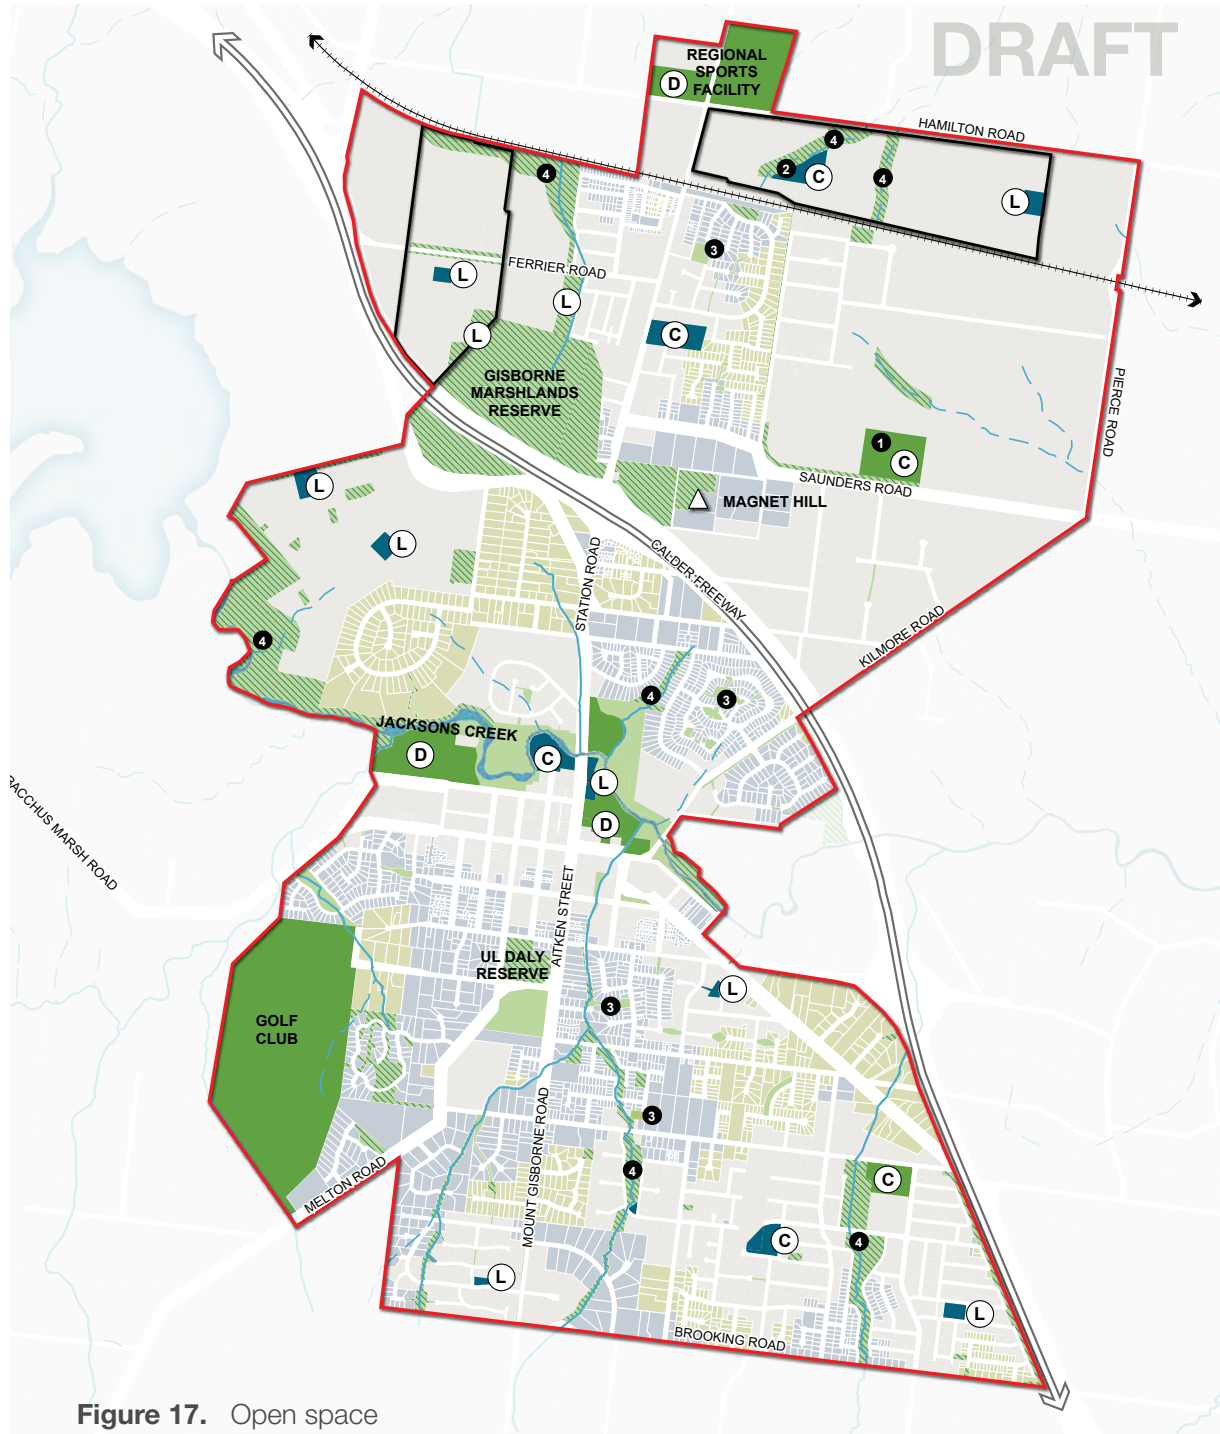 DRAFT
REGIONAL
SPORTS
FACILITY
D
HAMILTON ROAD
4
2
C
4
L
4
3
FERRIER ROAD
L
L
L
C
GISBORNE
MARSHLANDS
RESERVE
PIERCE ROAD
1
C
SAUNDERS ROAD
L
MAGNET HILL
L
STATION ROAD
CALDER FREEWAY
KILMORE ROAD
4
4
3
JACKSONS CREEK
D
C
L
D
BACCHUS MARSH ROAD
AITKEN STREET
UL DALY
RESERVE
L
3
GOLF
CLUB
MOUNT GISBORNE ROAD
3
4
MELTON ROAD
C
C
4
L
L
BROOKING ROAD
Figure 17. Open space